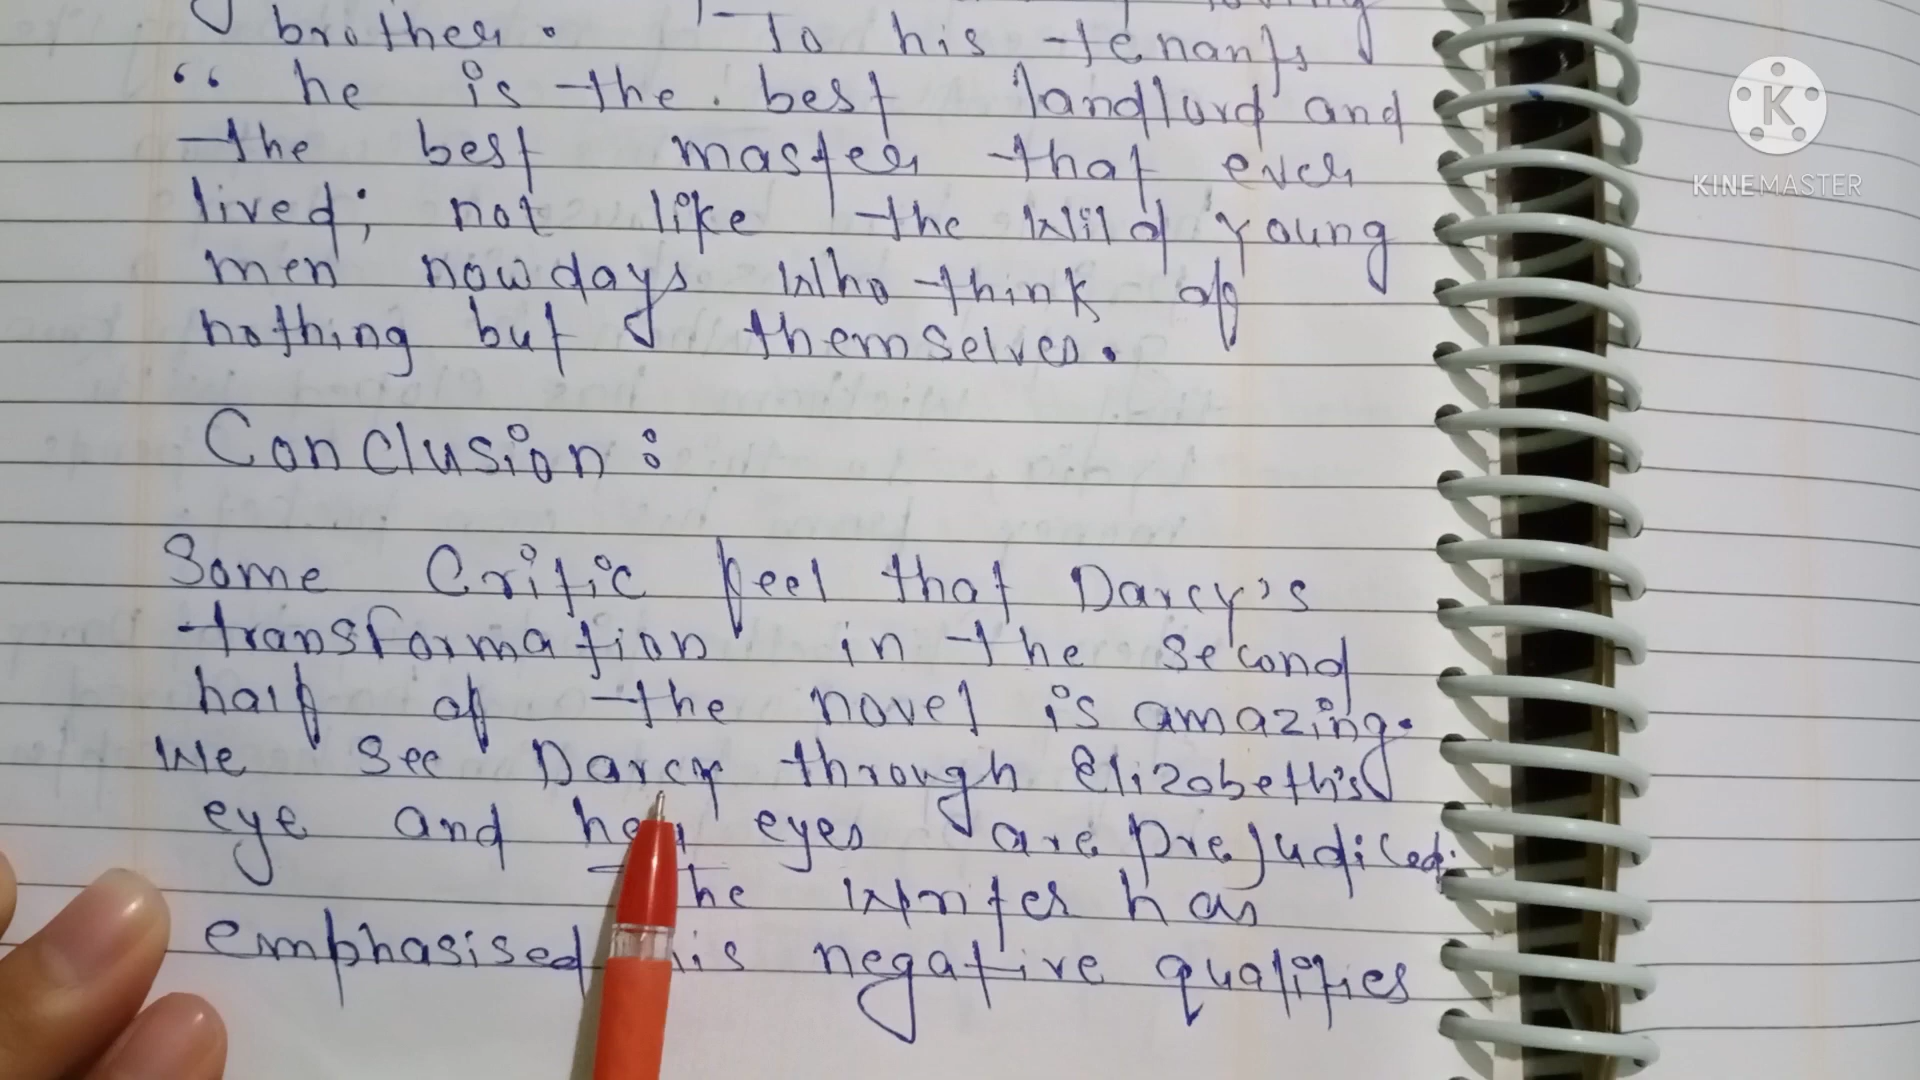 brother. To his tenants
“ he is the best landlord and
the best master that ever
lived; not like the wild young
men nowdays who think of
nothing but themselves.
Conclusion:
Some Critic feel that Darcy's
transformation in the second
half of the novel is amazing.
We see Darcy through Elizabeth's
eye and her eyes are prejudiced.
The writer has
emphasised his negative qualities
K
KINEMASTER